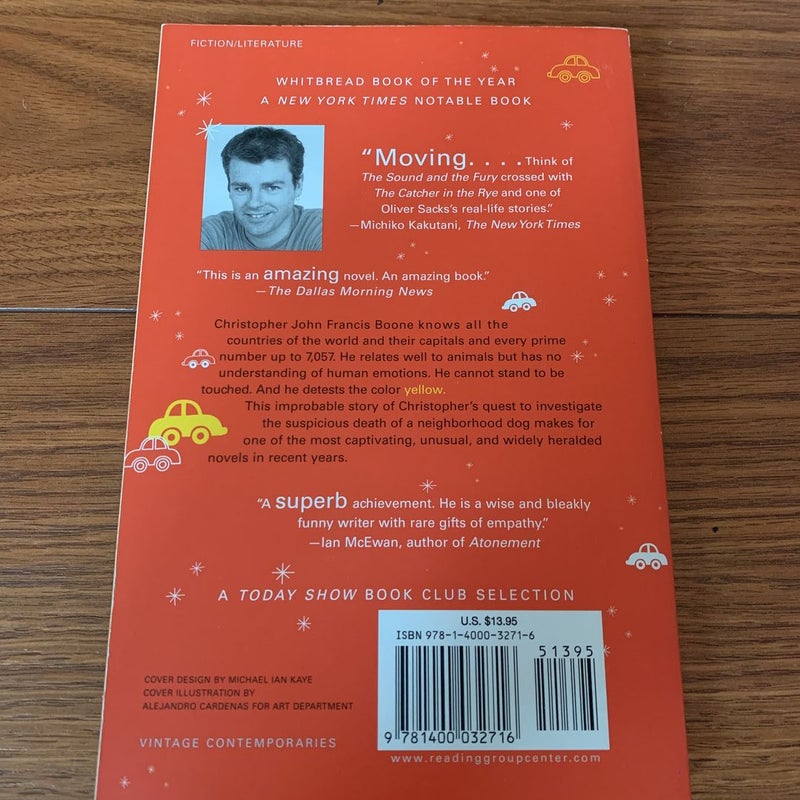 FICTION/LITERATURE
WHITBREAD BOOK OF THE YEAR
A NEW YORK TIMES NOTABLE BOOK
“Moving. . . . Think of
The Sound and the Fury crossed with
The Catcher in the Rye and one of
Oliver Sacks's real-life stories.”
—Michiko Kakutani, The New York Times
“This is an amazing novel. An amazing book.”
—The Dallas Morning News
Christopher John Francis Boone knows all the
countries of the world and their capitals and every prime
number up to 7,057. He relates well to animals but has no
understanding of human emotions. He cannot stand to be
touched. And he detests the color yellow.
This improbable story of Christopher's quest to investigate
the suspicious death of a neighborhood dog makes for
one of the most captivating, unusual, and widely heralded
novels in recent years.
“A superb achievement. He is a wise and bleakly
funny writer with rare gifts of empathy.”
—Ian McEwan, author of Atonement
A TODAY SHOW BOOK CLUB SELECTION
U.S. $13.95
ISBN 978-1-4000-3271-6
51395
9 781400 032716
COVER DESIGN BY MICHAEL IAN KAYE
COVER ILLUSTRATION BY
ALEJANDRO CARDENAS FOR ART DEPARTMENT
VINTAGE CONTEMPORARIES
www.readinggroupcenter.com